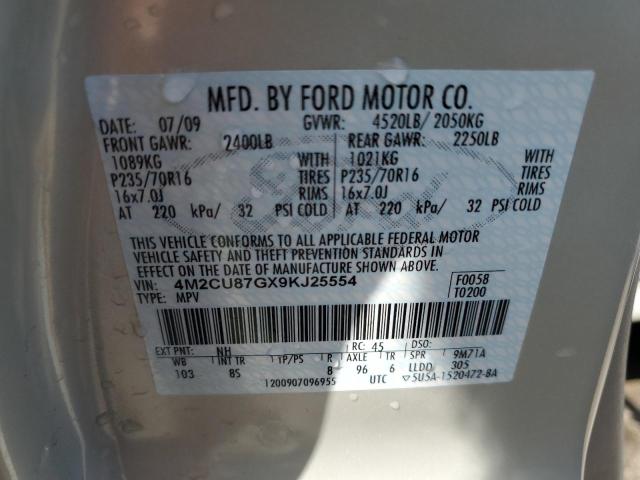 MFD. BY FORD MOTOR CO.
DATE: 07/09 GVWR: 4520LB/ 2050KG
FRONT GAWR: 2400LB REAR GAWR: 2250LB
1089KG WITH 1021KG WITH
P235/70R16 TIRES P235/70R16 TIRES
16x7.0J RIMS 16x7.0J RIMS
AT 220 kPa/ 32 PSI COLD AT 220 kPa/ 32 PSI COLD
THIS VEHICLE CONFORMS TO ALL APPLICABLE FEDERAL MOTOR
VEHICLE SAFETY AND THEFT PREVENTION STANDARDS IN
EFFECT ON THE DATE OF MANUFACTURE SHOWN ABOVE.
VIN: 4M2CU87GX9KJ25554 F0058
TYPE: MPV T0200
EXT PNT: NH RC: 45 DSO:
WB INT TR TP/PS R AXLE TR SPR 9M71A
103 8S 8 96 6 LLDD 305
1200907096955 UTC 5U5A-1520472-BA